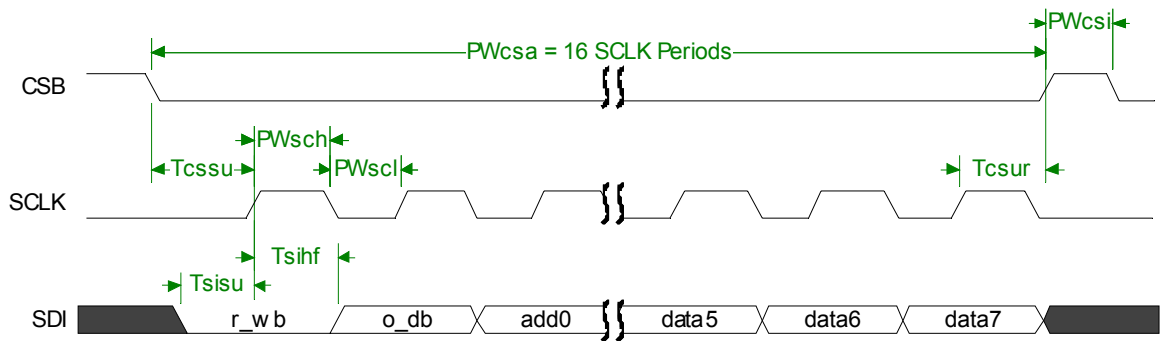 PWcsi
PWcsa = 16 SCLK Periods
CSB
PWsch
Tcssu
PWscl
Tcsur
SCLK
Tsihf
Tsisu
SDI
r_wb
o_db
add0
data5
data6
data7